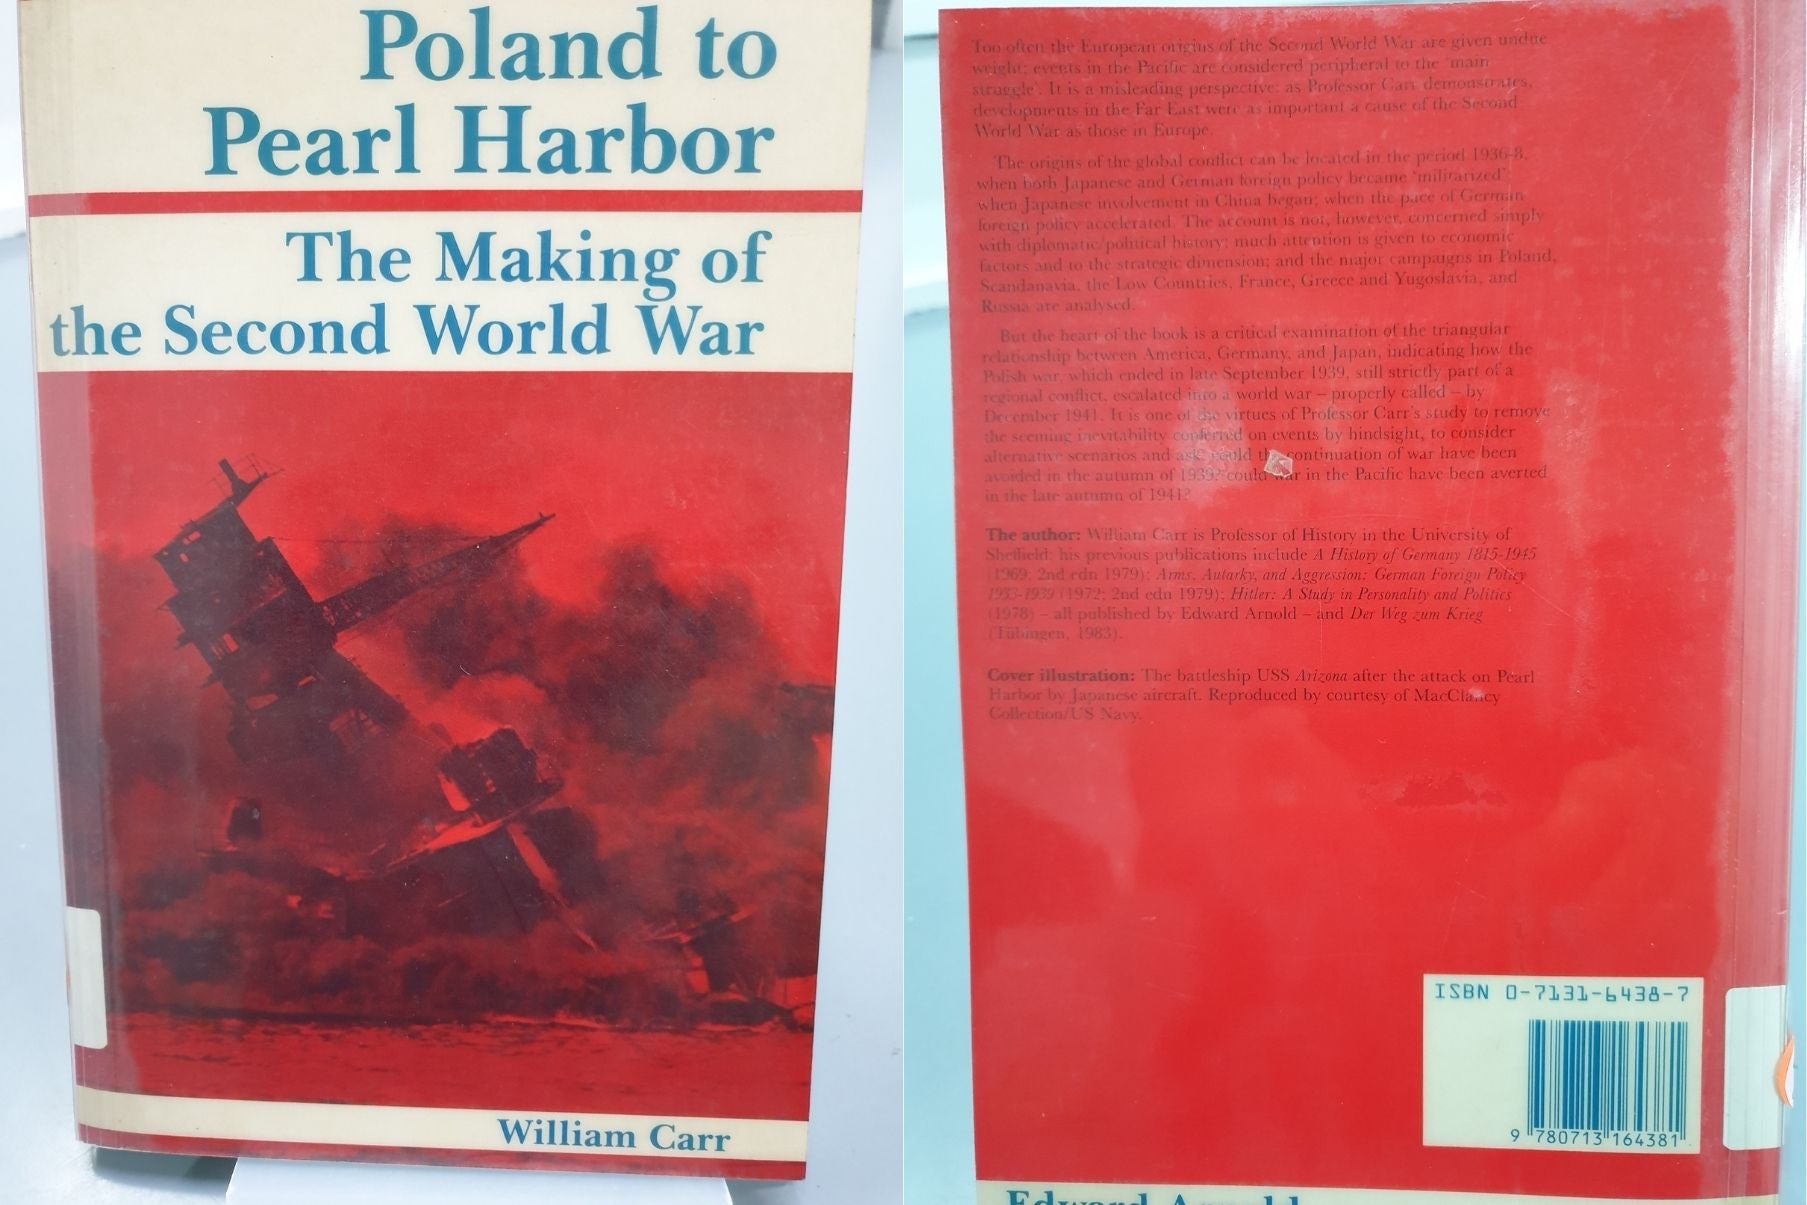 Poland to
Pearl Harbor
The Making of
the Second World War
William Carr
Too often the European origins of the Second World War are given undue
weight; events in the Pacific are considered peripheral to the 'main
struggle'. It is a misleading perspective: as Professor Carr demonstrates,
developments in the Far East were as important a cause of the Second
World War as those in Europe.
The origins of the global conflict can be located in the period 1936-8,
when both Japanese and German foreign policy became 'militarized';
when Japanese involvement in China began; when the pace of German
foreign policy accelerated. The account is not, however, concerned simply
with diplomatic/political history; much attention is given to economic
factors and to the strategic dimension; and the major campaigns in Poland,
Scandanavia, the Low Countries, France, Greece and Yugoslavia, and
Russia are analysed.
But the heart of the book is a critical examination of the triangular
relationship between America, Germany, and Japan, indicating how the
Polish war, which ended in late September 1939, still strictly part of a
regional conflict, escalated into a world war – properly called – by
December 1941. It is one of the virtues of Professor Carr's study to remove
the seeming inevitability conferred on events by hindsight, to consider
alternative scenarios and ask: could the continuation of war have been
avoided in the autumn of 1939? could war in the Pacific have been averted
in the late autumn of 1941?
The author: William Carr is Professor of History in the University of
Sheffield: his previous publications include A History of Germany 1815-1945
(1969; 2nd edn 1979); Arms, Autarky, and Aggression: German Foreign Policy
1933-1939 (1972; 2nd edn 1979); Hitler: A Study in Personality and Politics
(1978) – all published by Edward Arnold – and Der Weg zum Krieg
(Tübingen, 1983).
Cover illustration: The battleship USS Arizona after the attack on Pearl
Harbor by Japanese aircraft. Reproduced by courtesy of MacClancy
Collection/US Navy.
ISBN 0-7131-6438-7
9 780713 164381
Edward Arnold